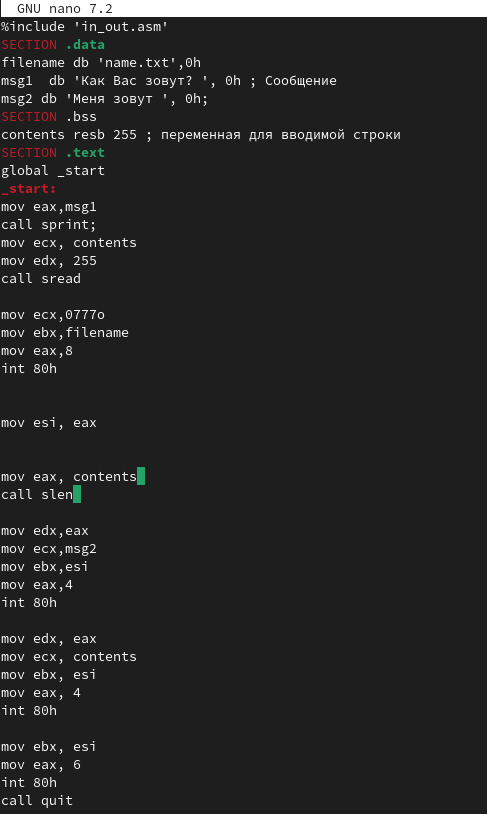 GNU nano 7.2
%include 'in_out.asm'
SECTION .data
filename db 'name.txt',0h
msg1  db 'Как Вас зовут? ', 0h ; Сообщение
msg2 db 'Меня зовут ', 0h;
SECTION .bss
contents resb 255 ; переменная для вводимой строки
SECTION .text
global _start
_start:
mov eax,msg1
call sprint;
mov ecx, contents
mov edx, 255
call sread
mov ecx,0777o
mov ebx,filename
mov eax,8
int 80h
mov esi, eax
mov eax, contents
call slen
mov edx,eax
mov ecx,msg2
mov ebx,esi
mov eax,4
int 80h
mov edx, eax
mov ecx, contents
mov ebx, esi
mov eax, 4
int 80h
mov ebx, esi
mov eax, 6
int 80h
call quit